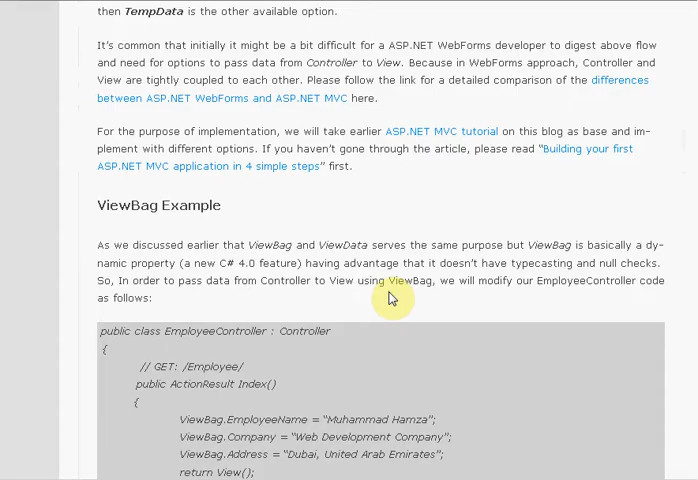 then TempData is the other available option.
It's common that initially it might be a bit difficult for a ASP.NET WebForms developer to digest above flow
and need for options to pass data from Controller to View. Because in WebForms approach, Controller and
View are tightly coupled to each other. Please follow the link for a detailed comparison of the differences
between ASP.NET WebForms and ASP.NET MVC here.
For the purpose of implementation, we will take earlier ASP.NET MVC tutorial on this blog as base and im-
plement with different options. If you haven't gone through the article, please read “Building your first
ASP.NET MVC application in 4 simple steps” first.
ViewBag Example
As we discussed earlier that ViewBag and ViewData serves the same purpose but ViewBag is basically a dy-
namic property (a new C# 4.0 feature) having advantage that it doesn't have typecasting and null checks.
So, In order to pass data from Controller to View using ViewBag, we will modify our EmployeeController code
as follows:
public class EmployeeController : Controller
{
// GET: /Employee/
public ActionResult Index()
{
ViewBag.EmployeeName = “Muhammad Hamza”;
ViewBag.Company = “Web Development Company”;
ViewBag.Address = “Dubai, United Arab Emirates”;
return View();